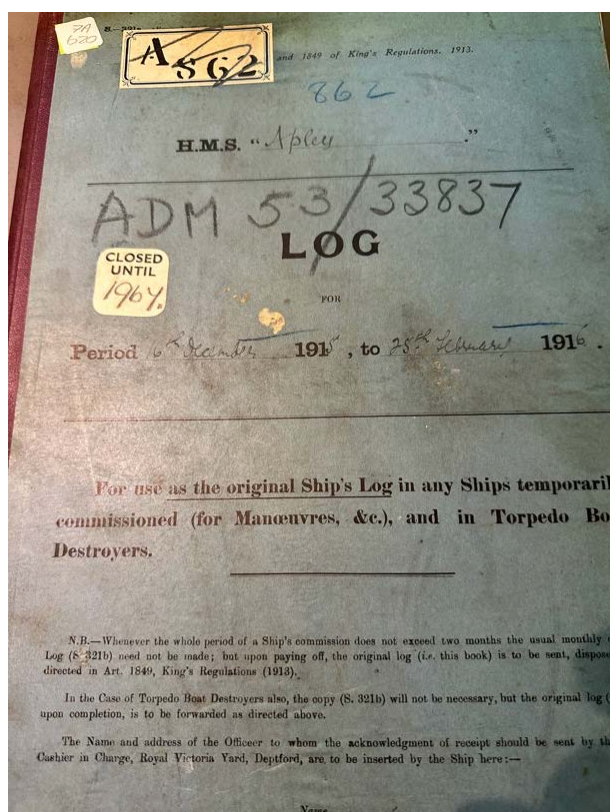 7A
620
S.
A
862
and 1849 of King's Regulations, 1913.
862
H.M.S. "Apley"
ADM 53/33837
LOG
CLOSED
UNTIL
1967.
FOR
Period 6th December 1915, to 25th February 1916.
For use as the original Ship's Log in any Ships temporaril
commissioned (for Manœuvres, &c.), and in Torpedo Bo
Destroyers.
N.B.—Whenever the whole period of a Ship's commission does not exceed two months the usual monthly
Log (S. 321b) need not be made; but upon paying off, the original log (i.e. this book) is to be sent, dispose
directed in Art. 1849, King's Regulations (1913).
In the Case of Torpedo Boat Destroyers also, the copy (S. 321b) will not be necessary, but the original log (
upon completion, is to be forwarded as directed above.
The Name and address of the Officer to whom the acknowledgment of receipt should be sent by th
Cashier in Charge, Royal Victoria Yard, Deptford, are to be inserted by the Ship here:—
Name